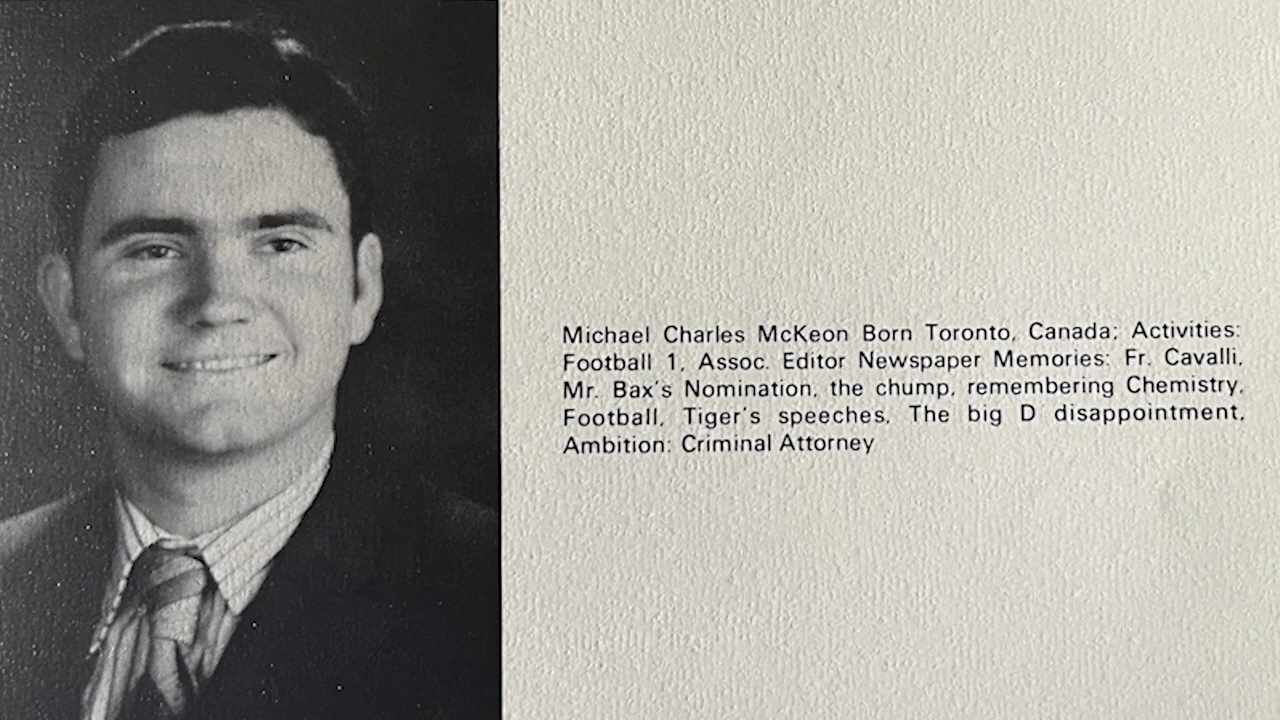 Michael Charles McKeon Born Toronto, Canada; Activities:
Football 1, Assoc. Editor Newspaper Memories: Fr. Cavalli,
Mr. Bax's Nomination, the chump, remembering Chemistry,
Football, Tiger's speeches, The big D disappointment,
Ambition: Criminal Attorney